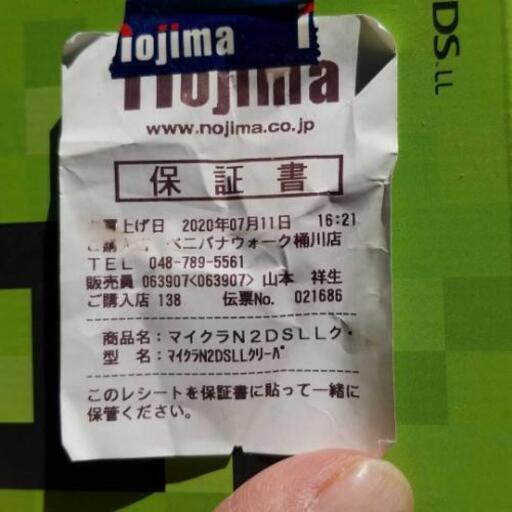 nojima
nojima
www.nojima.co.jp
保証書
上げ日 2020年07月11日 16:21
ご購入 ベニバナウォーク桶川店
TEL 048-789-5561
販売員 063907<063907> 山本 祥生
ご購入店 138 伝票No. 021686
商品名:マイクラN2DSLLク・
型 名:マイクラN2DSLLクリーパ
このレシートを保証書に貼って一緒に
保管ください。
DS LL